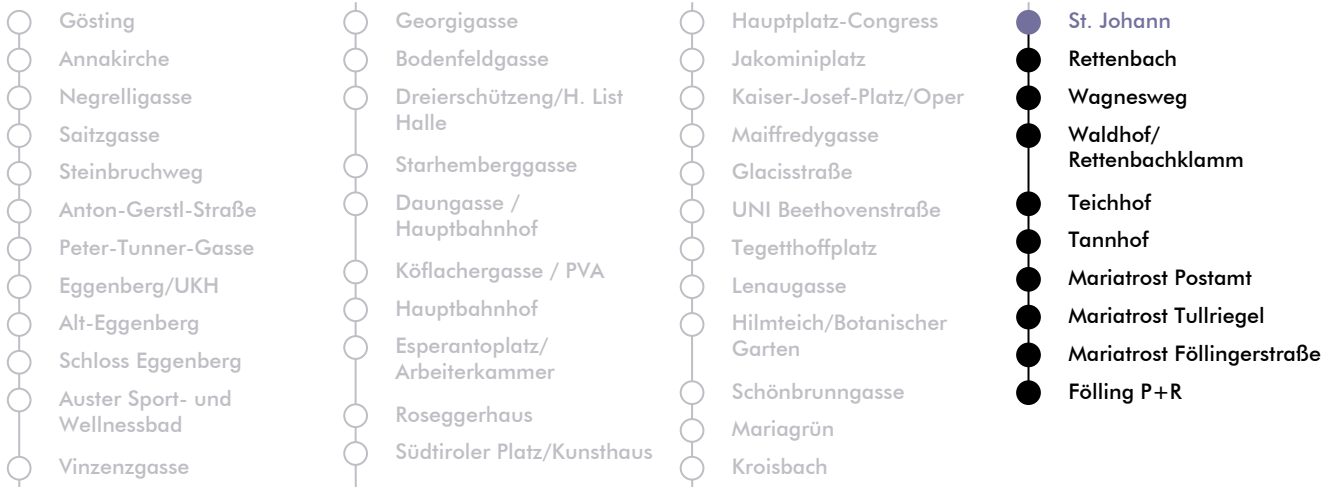 Gösting
Annakirche
Negrelligasse
Saitzgasse
Steinbruchweg
Anton-Gerstl-Straße
Peter-Tunner-Gasse
Eggenberg/UKH
Alt-Eggenberg
Schloss Eggenberg
Auster Sport- und
Wellnessbad
Vinzenzgasse
Georgigasse
Bodenfeldgasse
Dreierschützeng/H. List
Halle
Starhemberggasse
Daungasse /
Hauptbahnhof
Köflachergasse / PVA
Hauptbahnhof
Esperantoplatz/
Arbeiterkammer
Roseggerhaus
Südtiroler Platz/Kunsthaus
Hauptplatz-Congress
Jakominiplatz
Kaiser-Josef-Platz/Oper
Maiffredygasse
Glacisstraße
UNI Beethovenstraße
Tegetthoffplatz
Lenaugasse
Hilmteich/Botanischer
Garten
Schönbrunngasse
Mariagrün
Kroisbach
St. Johann
Rettenbach
Wagnesweg
Waldhof/
Rettenbachklamm
Teichhof
Tannhof
Mariatrost Postamt
Mariatrost Tullriegel
Mariatrost Föllingerstraße
Fölling P+R